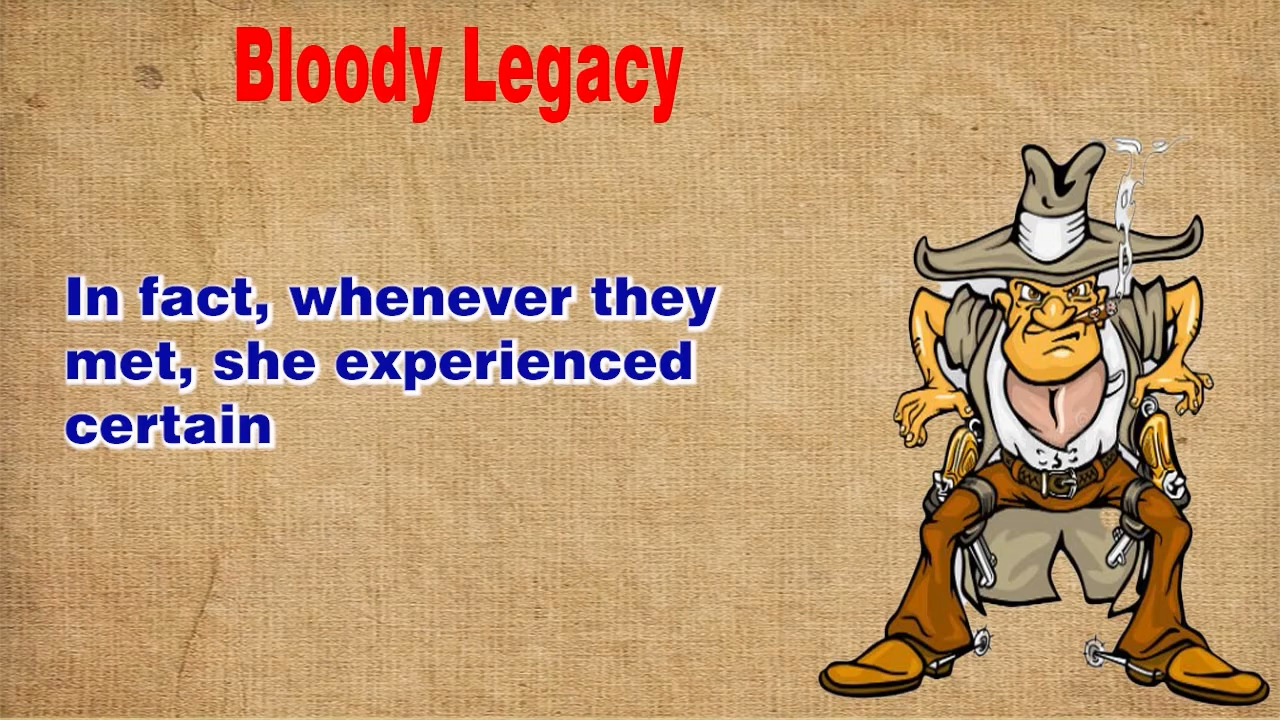 Bloody Legacy
In fact, whenever they
met, she experienced
certain